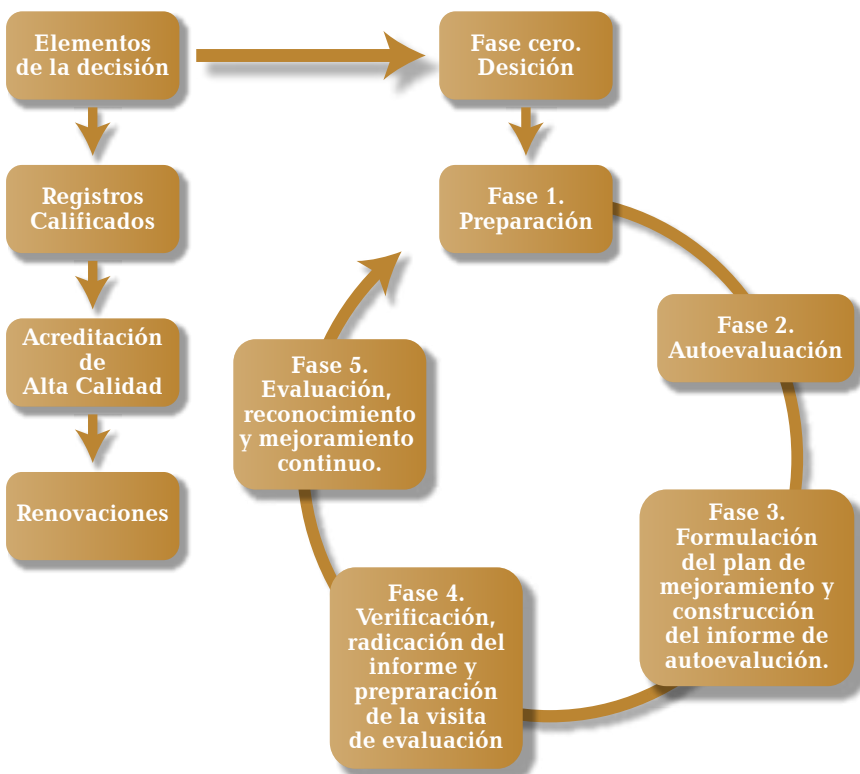 Elementos
de la decisión
Fase cero.
Desición
Registros
Calificados
Fase 1.
Preparación
Acreditación
de
Alta Calidad
Fase 2.
Autoevaluación
Renovaciones
Fase 3.
Formulación
del plan de
mejoramiento y
construcción
del informe de
autoevalución.
Fase 4.
Verificación,
radicación del
informe y
prepraración
de la visita
de evaluación
Fase 5.
Evaluación,
reconocimiento
y mejoramiento
continuo.